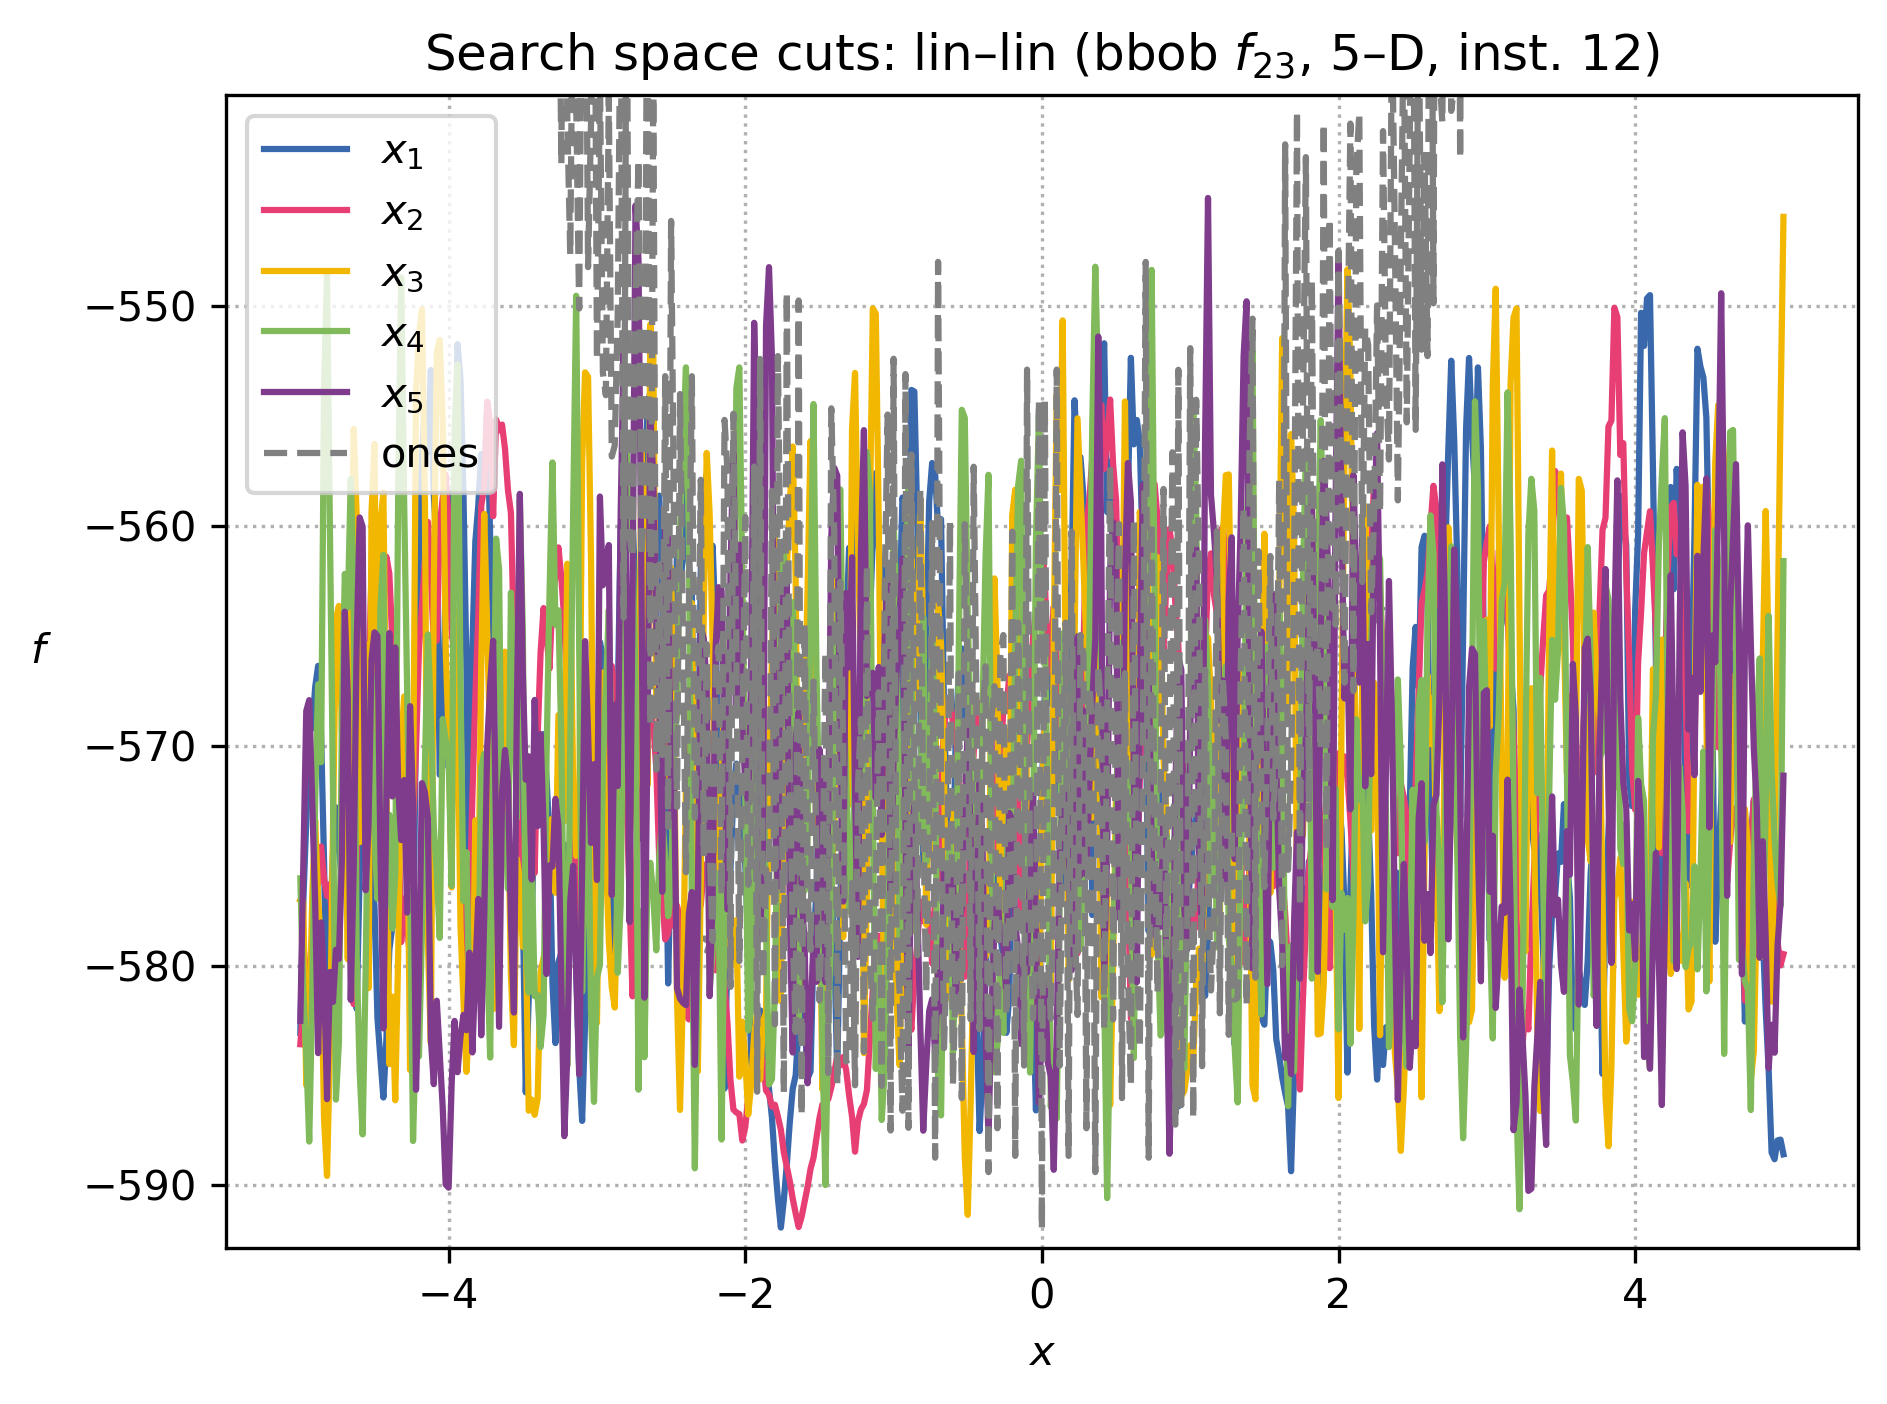 Search space cuts: lin–lin (bbob f₂₃, 5–D, inst. 12)
x₁
x₂
x₃
x₄
x₅
ones
−550
−560
−570
−580
−590
f
−4 −2 0 2 4
x